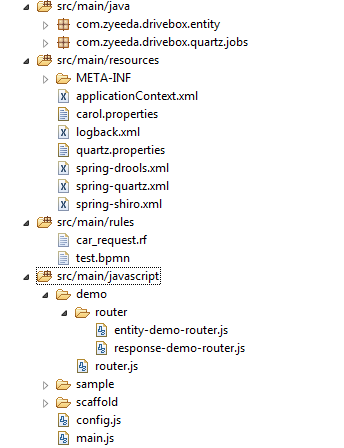 src/main/java
com.zyeeda.drivebox.entity
com.zyeeda.drivebox.quartz.jobs
src/main/resources
META-INF
applicationContext.xml
carol.properties
logback.xml
quartz.properties
spring-drools.xml
spring-quartz.xml
spring-shiro.xml
src/main/rules
car_request.rf
test.bpmn
src/main/javascript
demo
router
entity-demo-router.js
response-demo-router.js
router.js
sample
scaffold
config.js
main.js